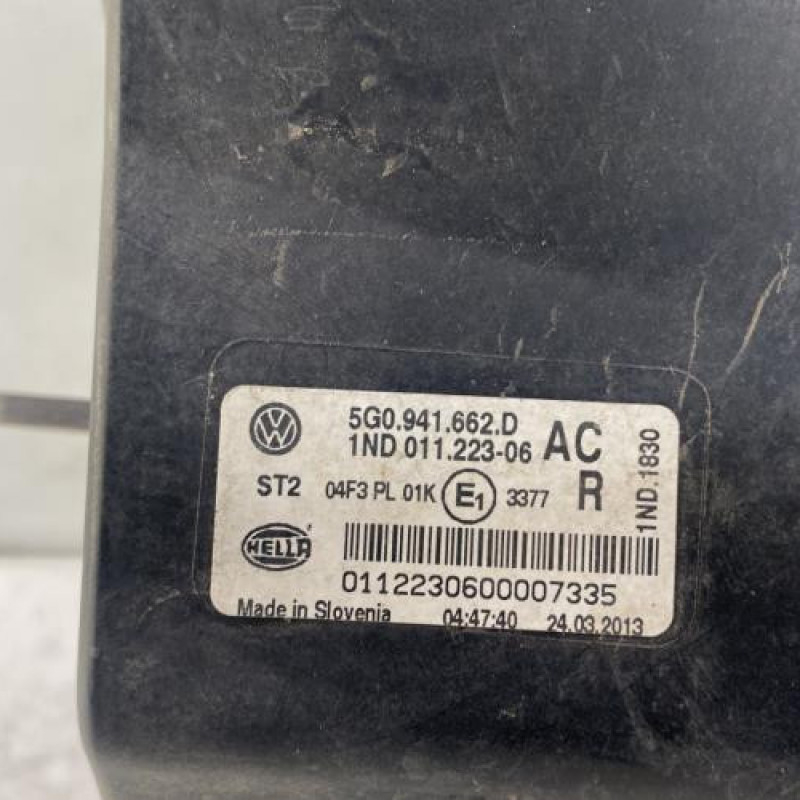 5G0.941.662.D
1ND 011.223-06 AC
ST2 04F3 PL 01K E1 3377 R
1ND.1830
HELLA
0112230600007335
Made in Slovenia 04:47:40 24.03.2013